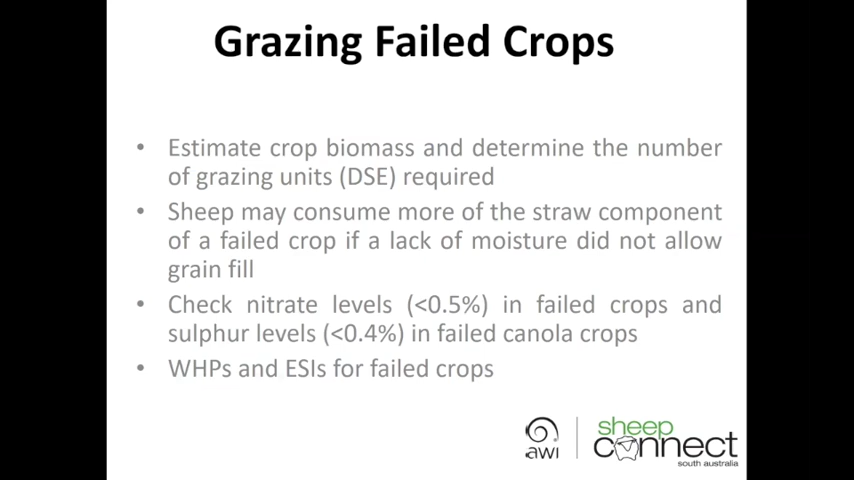 Grazing Failed Crops
• Estimate crop biomass and determine the number
of grazing units (DSE) required
• Sheep may consume more of the straw component
of a failed crop if a lack of moisture did not allow
grain fill
• Check nitrate levels (<0.5%) in failed crops and
sulphur levels (<0.4%) in failed canola crops
• WHPs and ESIs for failed crops
awi
sheep
connect
south australia